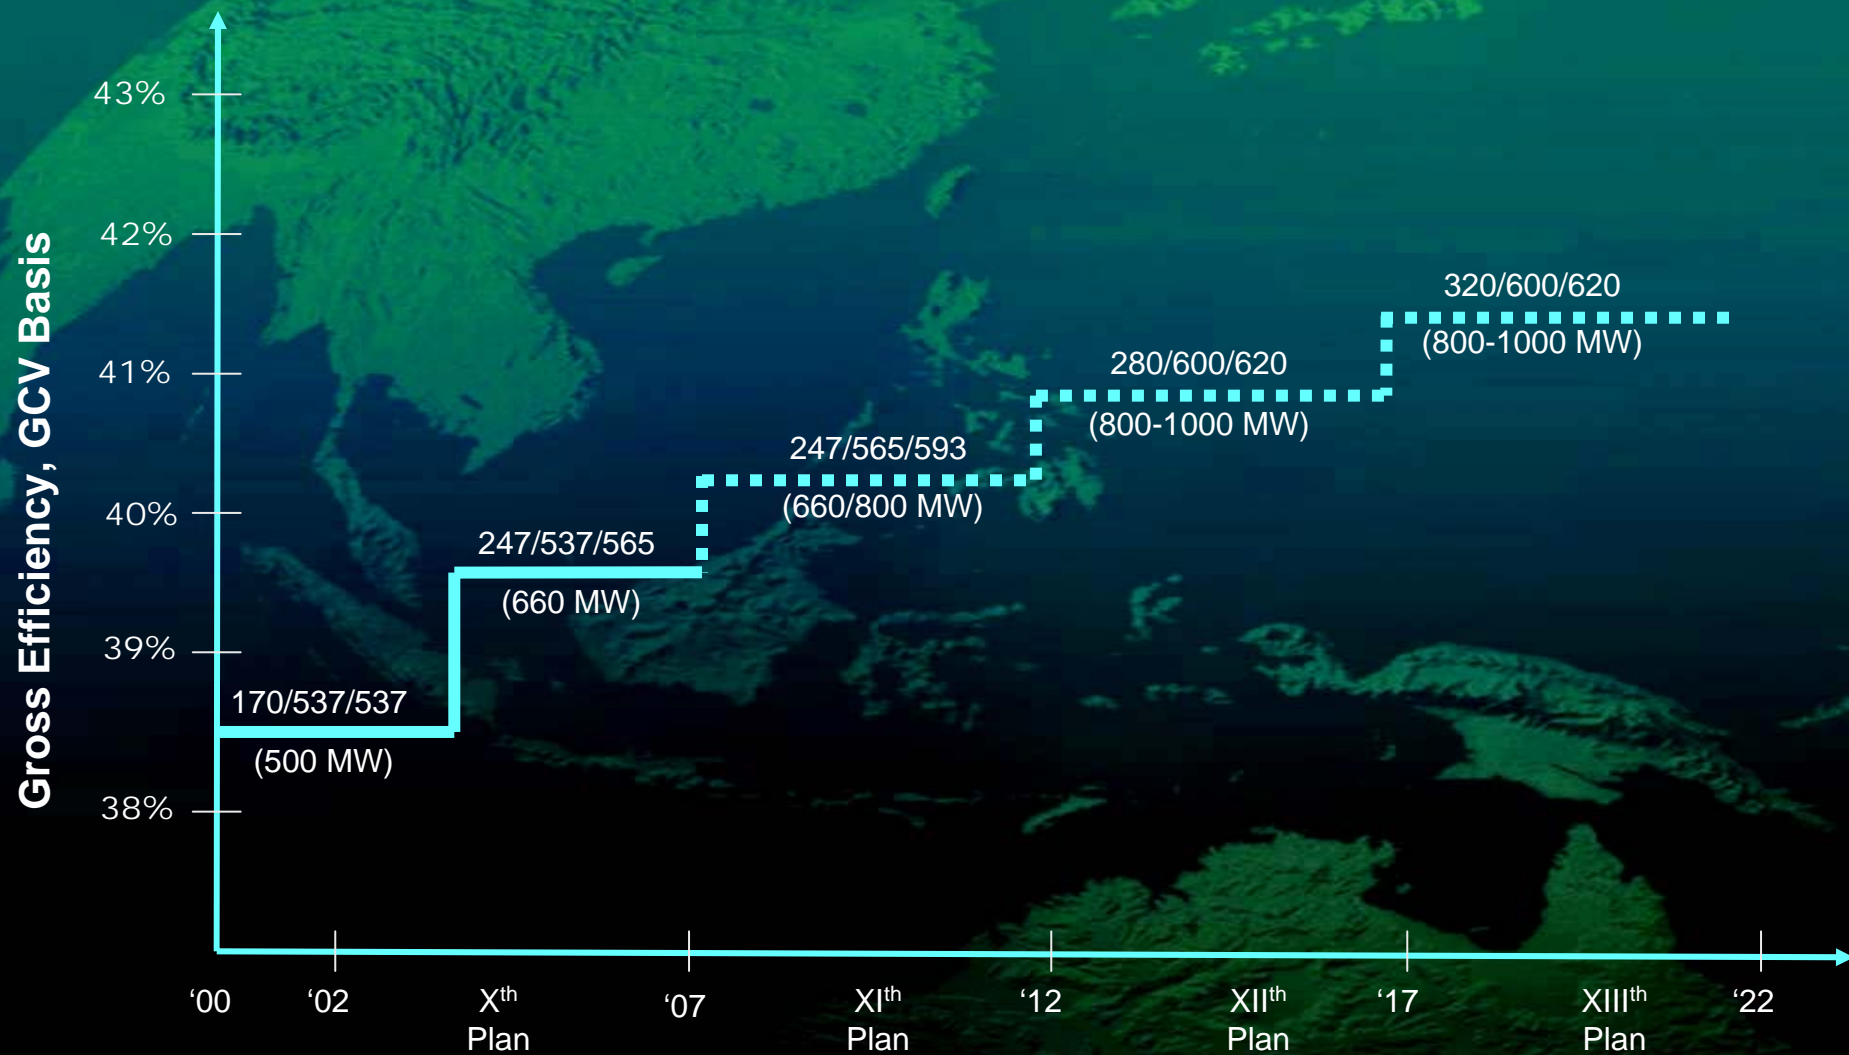 Gross Efficiency, GCV Basis
43%
42%
41%
40%
39%
38%
320/600/620
(800-1000 MW)
280/600/620
(800-1000 MW)
247/565/593
(660/800 MW)
247/537/565
(660 MW)
170/537/537
(500 MW)
‘00
‘02
Xth
Plan
‘07
XIth
Plan
‘12
XIIth
Plan
‘17
XIIIth
Plan
‘22